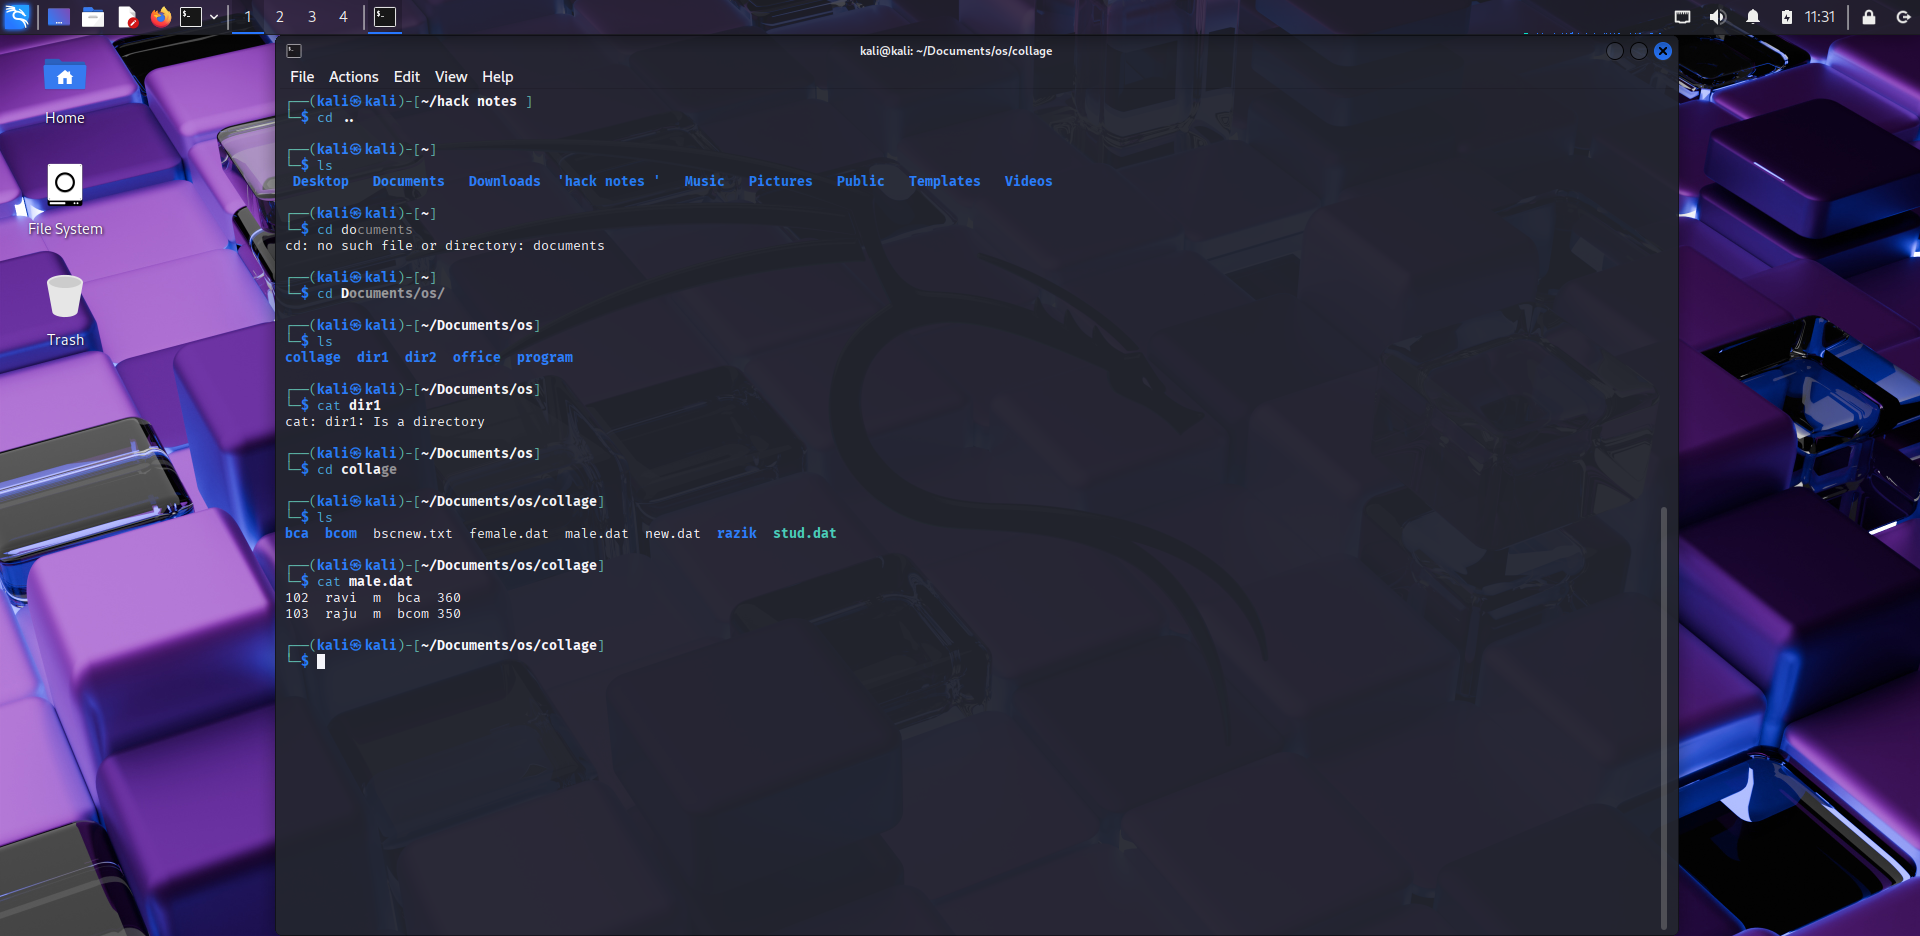 1 2 3 4
11:31
kali@kali: ~/Documents/os/collage
File Actions Edit View Help
Home
File System
Trash
┌──(kali㉿kali)-[~/hack notes ]
└─$ cd ..
┌──(kali㉿kali)-[~]
└─$ ls
Desktop Documents Downloads 'hack notes ' Music Pictures Public Templates Videos
┌──(kali㉿kali)-[~]
└─$ cd documents
cd: no such file or directory: documents
┌──(kali㉿kali)-[~]
└─$ cd Documents/os/
┌──(kali㉿kali)-[~/Documents/os]
└─$ ls
collage dir1 dir2 office program
┌──(kali㉿kali)-[~/Documents/os]
└─$ cat dir1
cat: dir1: Is a directory
┌──(kali㉿kali)-[~/Documents/os]
└─$ cd collage
┌──(kali㉿kali)-[~/Documents/os/collage]
└─$ ls
bca bcom bscnew.txt female.dat male.dat new.dat razik stud.dat
┌──(kali㉿kali)-[~/Documents/os/collage]
└─$ cat male.dat
102 ravi m bca 360
103 raju m bcom 350
┌──(kali㉿kali)-[~/Documents/os/collage]
└─$